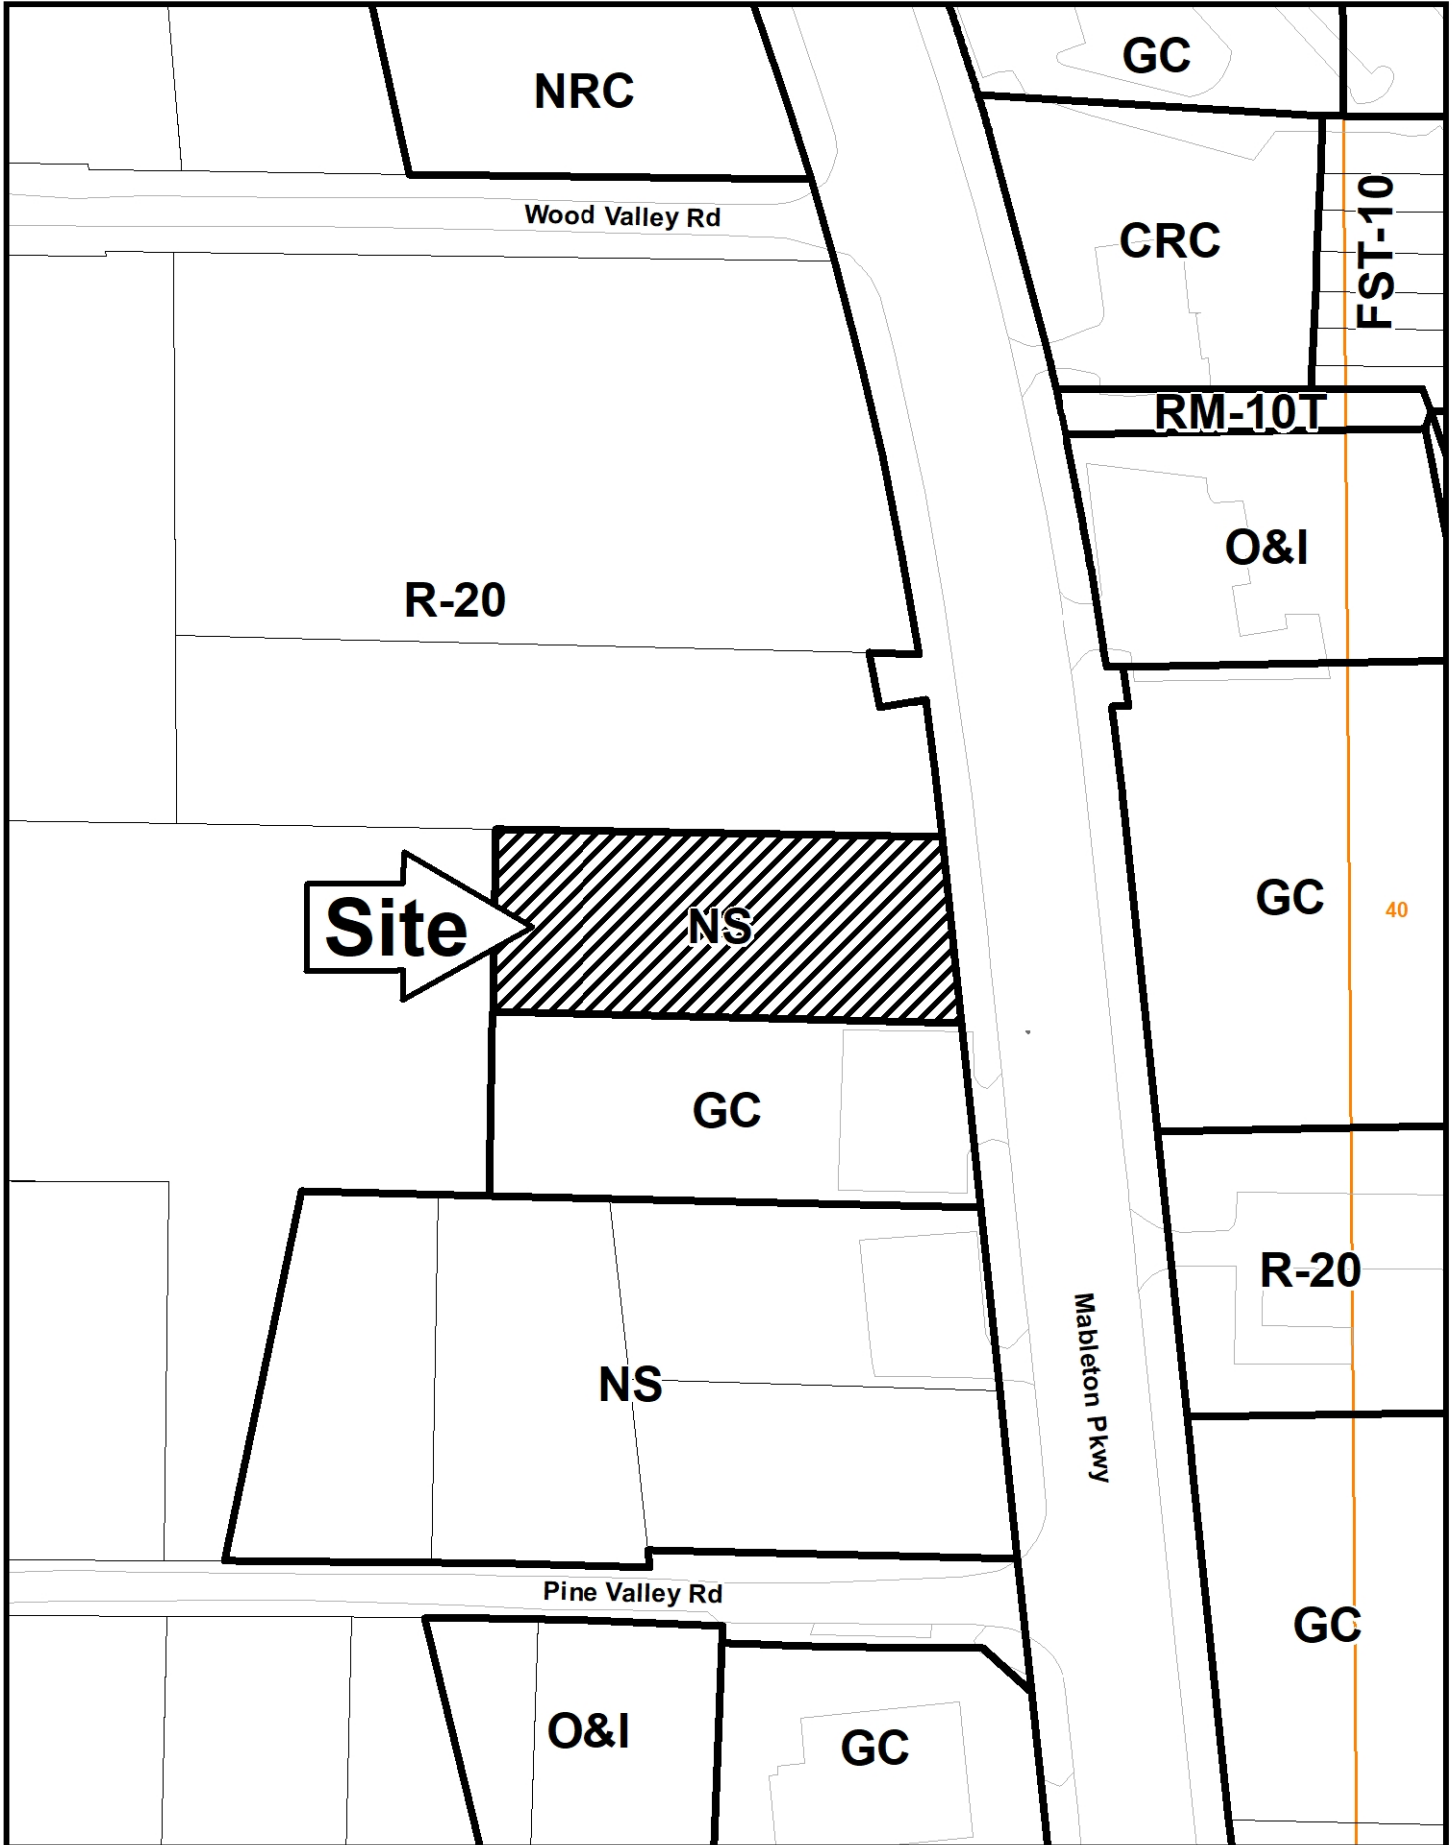 GC
NRC
FST-10
Wood Valley Rd
CRC
RM-10T
O&I
R-20
GC
40
Site
NS
GC
R-20
Mableton Pkwy
NS
Pine Valley Rd
GC
O&I
GC